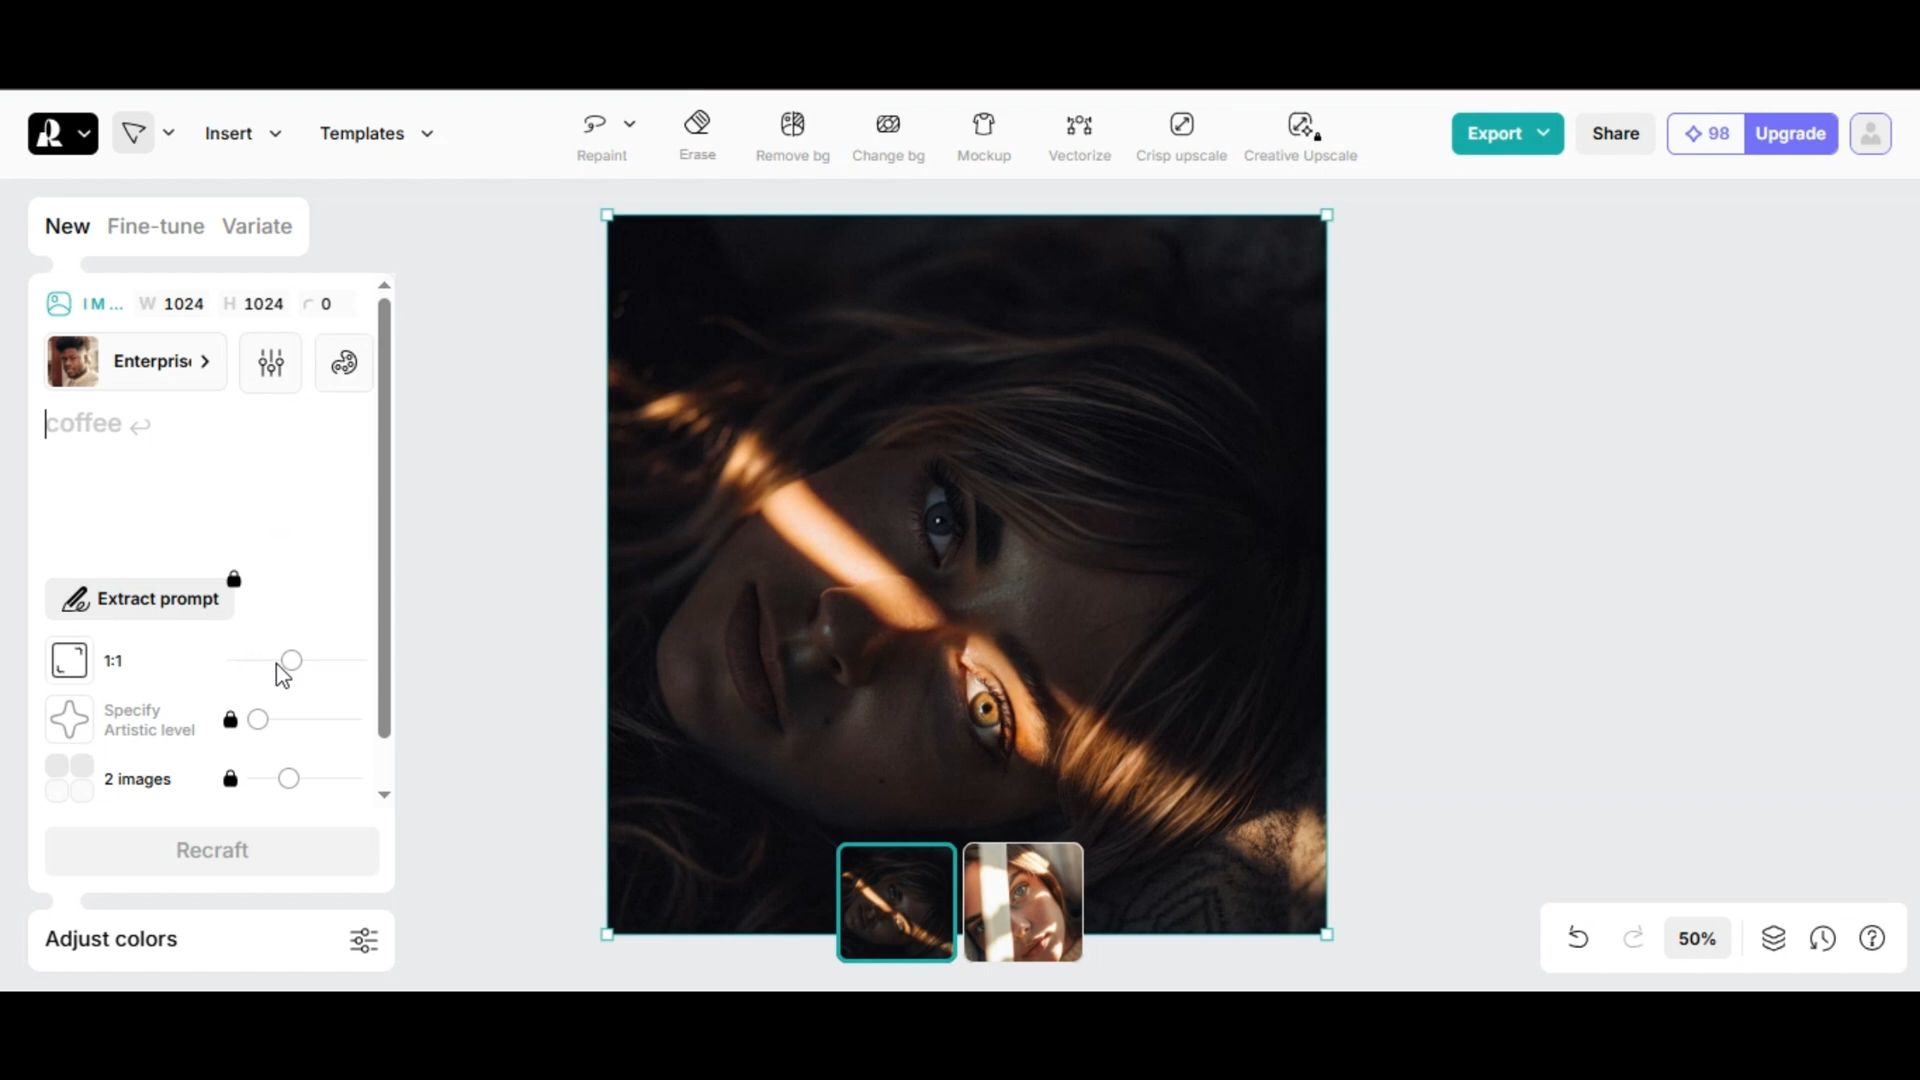 Insert
Templates
Repaint
Erase
Remove bg
Change bg
Mockup
Vectorize
Crisp upscale
Creative Upscale
Export
Share
98
Upgrade
New
Fine-tune
Variate
I M ...
W 1024
H 1024
0
Enterpris
coffee
Extract prompt
1:1
Specify
Artistic level
2 images
Recraft
Adjust colors
50%